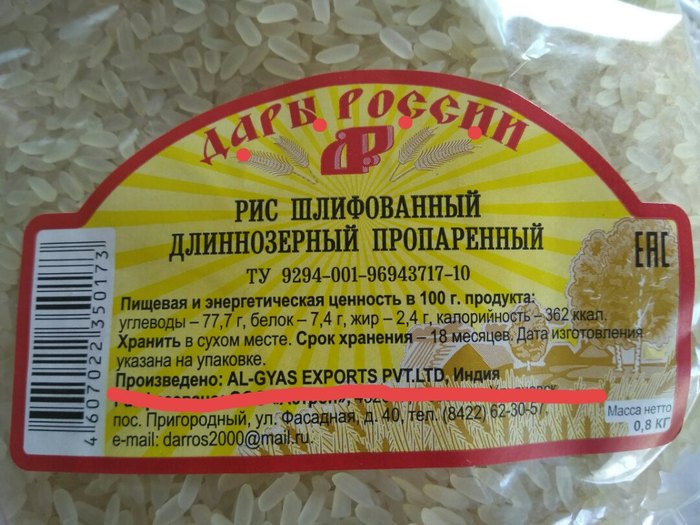 ДАРЫ РОССИИ
ДР
РИС ШЛИФОВАННЫЙ
ДЛИННОЗЕРНЫЙ ПРОПАРЕННЫЙ
ТУ 9294-001-96943717-10
EAC
Пищевая и энергетическая ценность в 100 г. продукта:
углеводы – 77,7 г, белок – 7,4 г, жир – 2,4 г, калорийность – 362 ккал.
Хранить в сухом месте. Срок хранения – 18 месяцев. Дата изготовления
указана на упаковке.
Произведено: AL-GYAS EXPORTS PVT.LTD, Индия
пос. Пригородный, ул. Фасадная, д. 40, тел. (8422) 62-30-57.
e-mail: darros2000@mail.ru.
Масса нетто
0,8 КГ
4607022350173